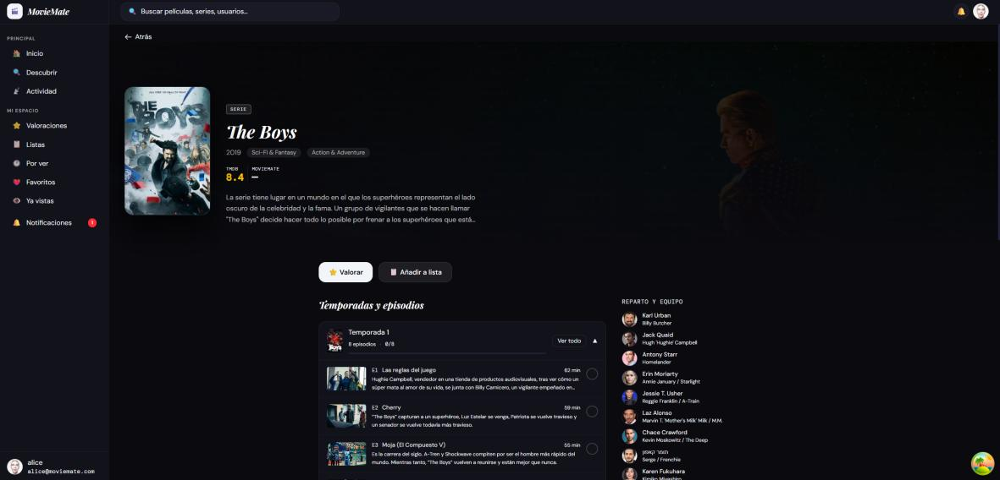 MovieMate
Buscar películas, series, usuarios...
PRINCIPAL
Inicio
Descubrir
Actividad
MI ESPACIO
Valoraciones
Listas
Por ver
Favoritos
Ya vistas
Notificaciones
1
alice
alice@moviemate.com
← Atrás
THE BOYS
SERIE
The Boys
2019 Sci-Fi & Fantasy Action & Adventure
TMDB MOVIEMATE
8.4 —
La serie tiene lugar en un mundo en el que los superhéroes representan el lado
oscuro de la celebridad y la fama. Un grupo de vigilantes que se hacen llamar
"The Boys" decide hacer todo lo posible por frenar a los superhéroes que está...
Valorar
Añadir a lista
Temporadas y episodios
Temporada 1
8 episodios · 0/8
Ver todo
E1 Las reglas del juego 62 min
Hughie Campbell, vendedor en una tienda de productos audiovisuales, tras ver cómo un
súper mata al amor de su vida, se junta con Billy Carnicero, un vigilante empeñado en...
E2 Cherry 59 min
"The Boys" capturan a un superhéroe, Luz Estelar se venga, Patriota se vuelve travieso y
un senador se vuelve todavía más travieso.
E3 Moja (El Compuesto V) 55 min
Es la carrera del siglo. A-Tren y Shockwave compiten por ser el hombre más rápido del
mundo. Mientras tanto, "The Boys" vuelven a reunirse y están mejor que nunca.
REPARTO Y EQUIPO
Karl Urban
Billy Butcher
Jack Quaid
Hugh 'Hughie' Campbell
Antony Starr
Homelander
Erin Moriarty
Annie January / Starlight
Jessie T. Usher
Reggie Franklin / A-Train
Laz Alonso
Marvin T. 'Mother's Milk' Milk / M.M.
Chace Crawford
Kevin Moskowitz / The Deep
תומר קאפון
Serge / Frenchie
Karen Fukuhara
Kimiko Miyashiro